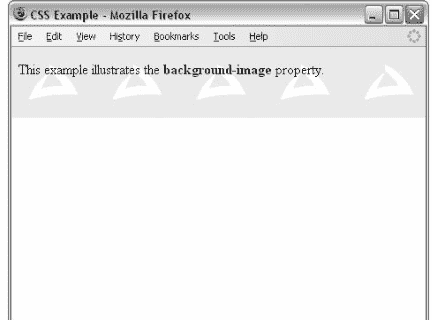 CSS Example - Mozilla Firefox
File Edit View History Bookmarks Tools Help
This example illustrates the background-image property.